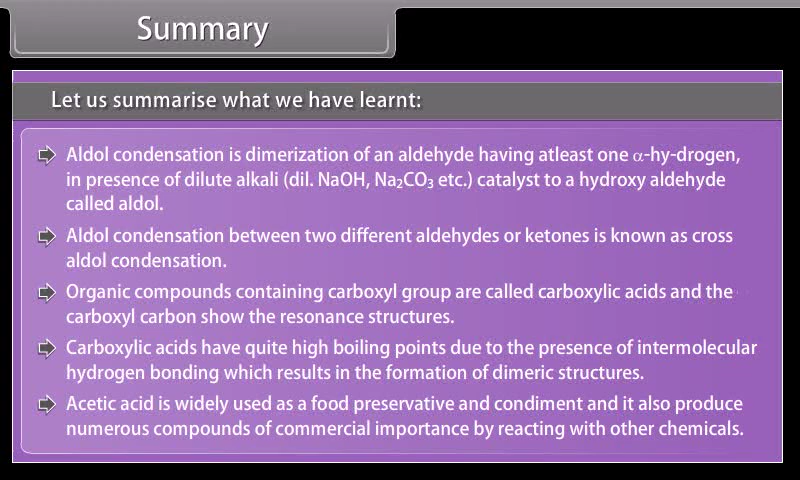 Summary
Let us summarise what we have learnt:
Aldol condensation is dimerization of an aldehyde having atleast one α-hy-drogen,
in presence of dilute alkali (dil. NaOH, Na₂CO₃ etc.) catalyst to a hydroxy aldehyde
called aldol.
Aldol condensation between two different aldehydes or ketones is known as cross
aldol condensation.
Organic compounds containing carboxyl group are called carboxylic acids and the
carboxyl carbon show the resonance structures.
Carboxylic acids have quite high boiling points due to the presence of intermolecular
hydrogen bonding which results in the formation of dimeric structures.
Acetic acid is widely used as a food preservative and condiment and it also produce
numerous compounds of commercial importance by reacting with other chemicals.